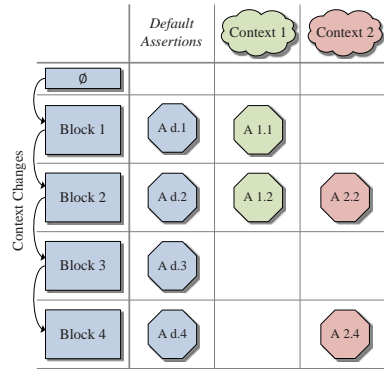 Default
Assertions
Context 1
Context 2
Context Changes
∅
Block 1
A d.1
A 1.1
Block 2
A d.2
A 1.2
A 2.2
Block 3
A d.3
Block 4
A d.4
A 2.4